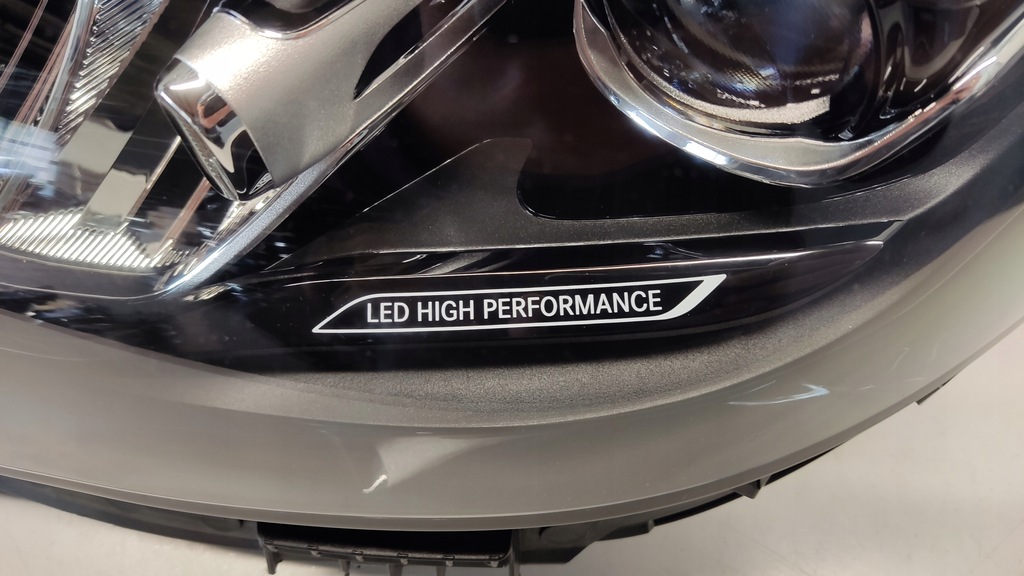 LED HIGH PERFORMANCE